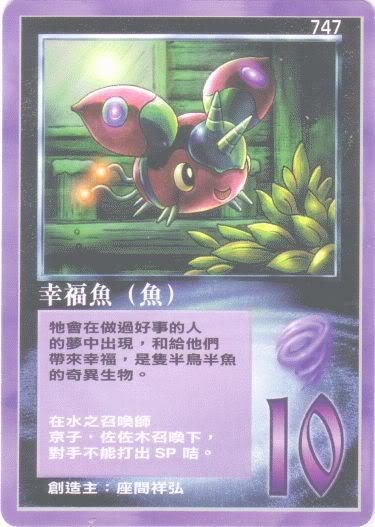 747
幸福魚（魚）
牠會在做過好事的人
的夢中出現，和給他們
帶來幸福，是隻半鳥半魚
的奇異生物。
在水之召喚師
京子．佐佐木召喚下，
對手不能打出 SP 咭。
10
創造主：座間祥弘